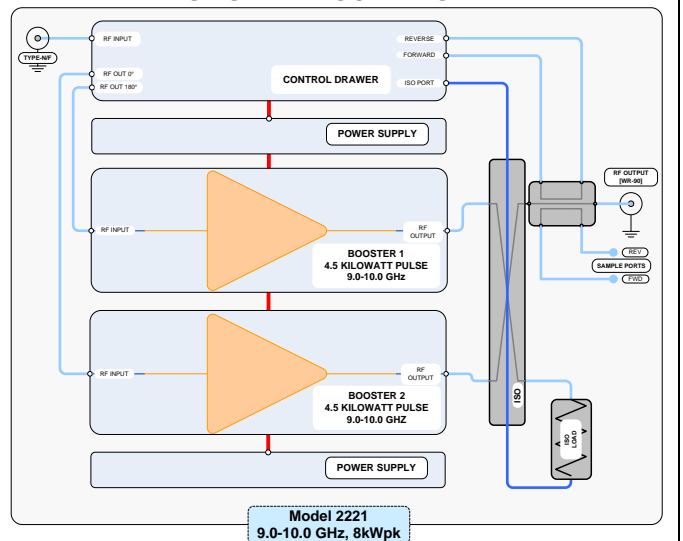 RF INPUT
TYPE-N/F
RF OUT 0°
RF OUT 180°
CONTROL DRAWER
REVERSE
FORWARD
ISO PORT
POWER SUPPLY
RF INPUT
RF
OUTPUT
BOOSTER 1
4.5 KILOWATT PULSE
9.0-10.0 GHz
RF INPUT
RF
OUTPUT
BOOSTER 2
4.5 KILOWATT PULSE
9.0-10.0 GHZ
POWER SUPPLY
ISO
RF OUTPUT
[WR-90]
REV
SAMPLE PORTS
FWD
ISO
LOAD
Model 2221
9.0-10.0 GHz, 8kWpk